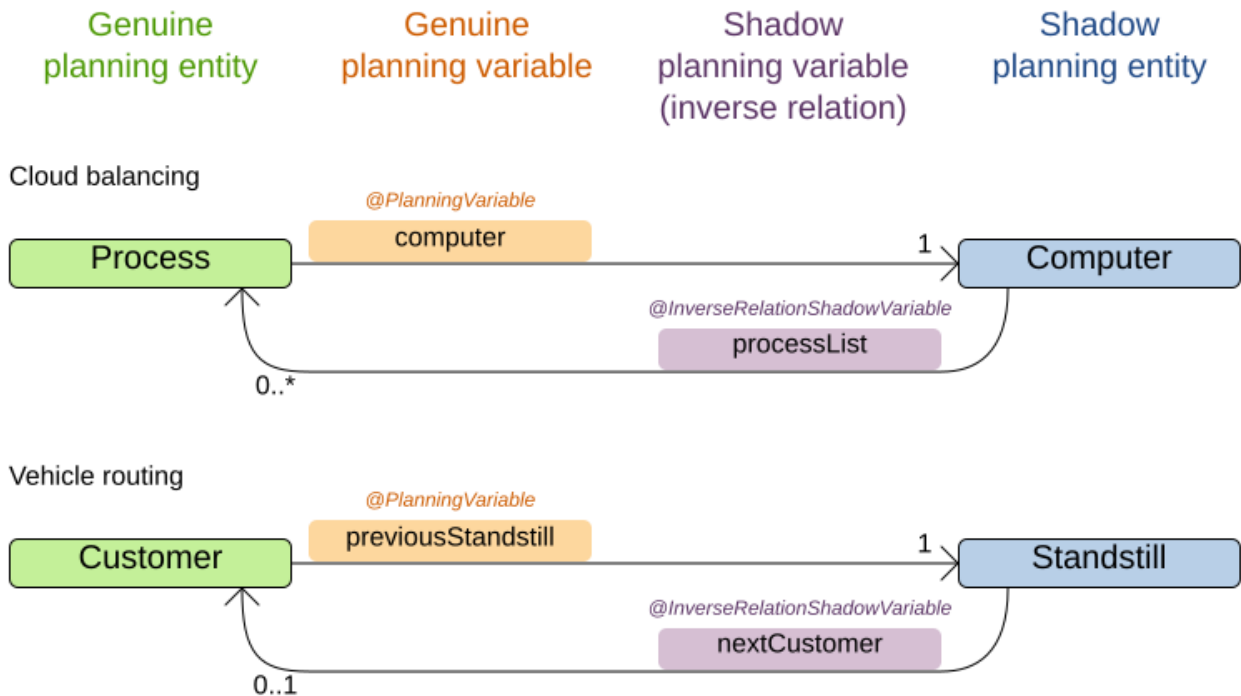 Genuine
planning entity
Genuine
planning variable
Shadow
planning variable
(inverse relation)
Shadow
planning entity
Cloud balancing
@PlanningVariable
computer
Process
1
Computer
@InverseRelationShadowVariable
processList
0..*
Vehicle routing
@PlanningVariable
previousStandstill
Customer
1
Standstill
@InverseRelationShadowVariable
nextCustomer
0..1